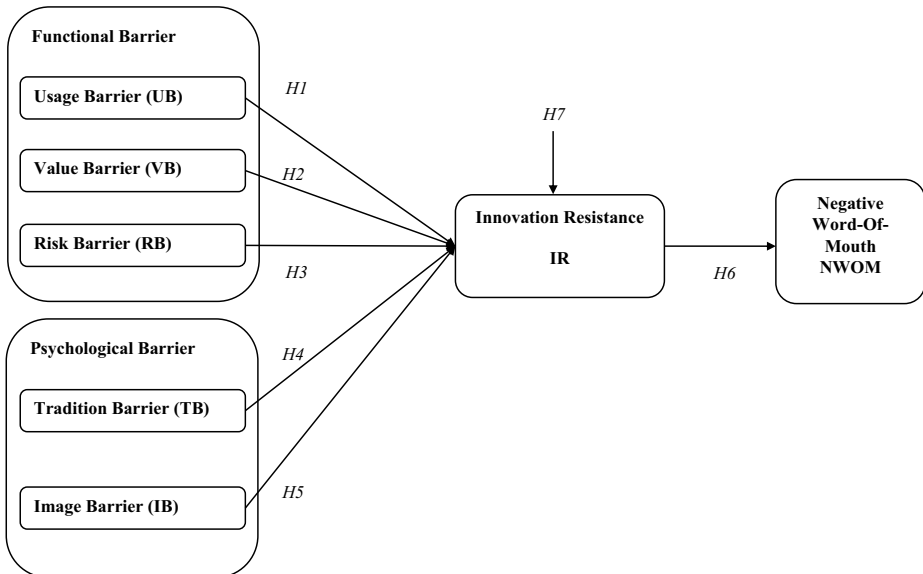 Functional Barrier
Usage Barrier (UB)
Value Barrier (VB)
Risk Barrier (RB)
Psychological Barrier
Tradition Barrier (TB)
Image Barrier (IB)
H1
H2
H3
H4
H5
H7
Innovation Resistance
IR
H6
Negative
Word-Of-
Mouth
NWOM